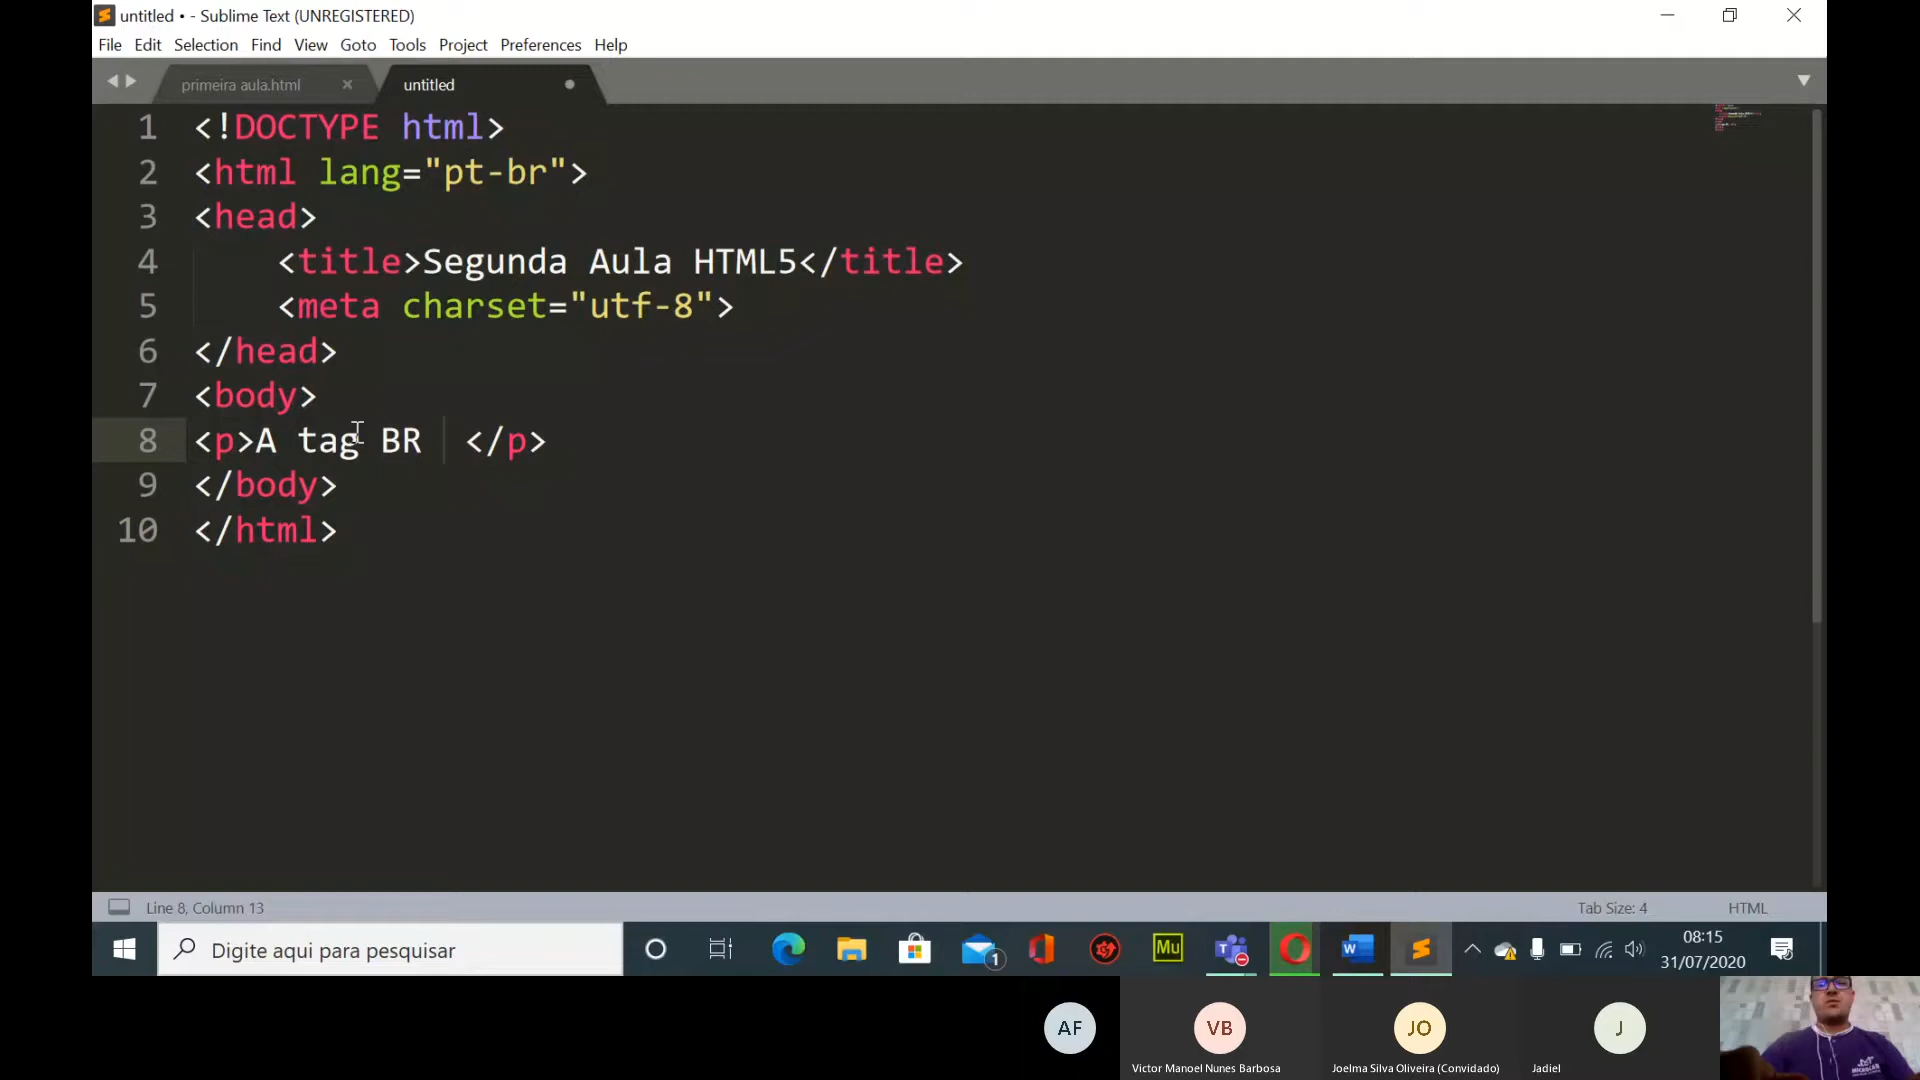 untitled • - Sublime Text (UNREGISTERED)
File Edit Selection Find View Goto Tools Project Preferences Help
primeira aula.html
untitled
1 <!DOCTYPE html>
2 <html lang="pt-br">
3 <head>
4 <title>Segunda Aula HTML5</title>
5 <meta charset="utf-8">
6 </head>
7 <body>
8 <p>A tag BR </p>
9 </body>
10 </html>
Line 8, Column 13
Tab Size: 4
HTML
Digite aqui para pesquisar
1
Mu
W
08:15
31/07/2020
AF
VB
JO
J
Victor Manoel Nunes Barbosa
Joelma Silva Oliveira (Convidado)
Jadiel